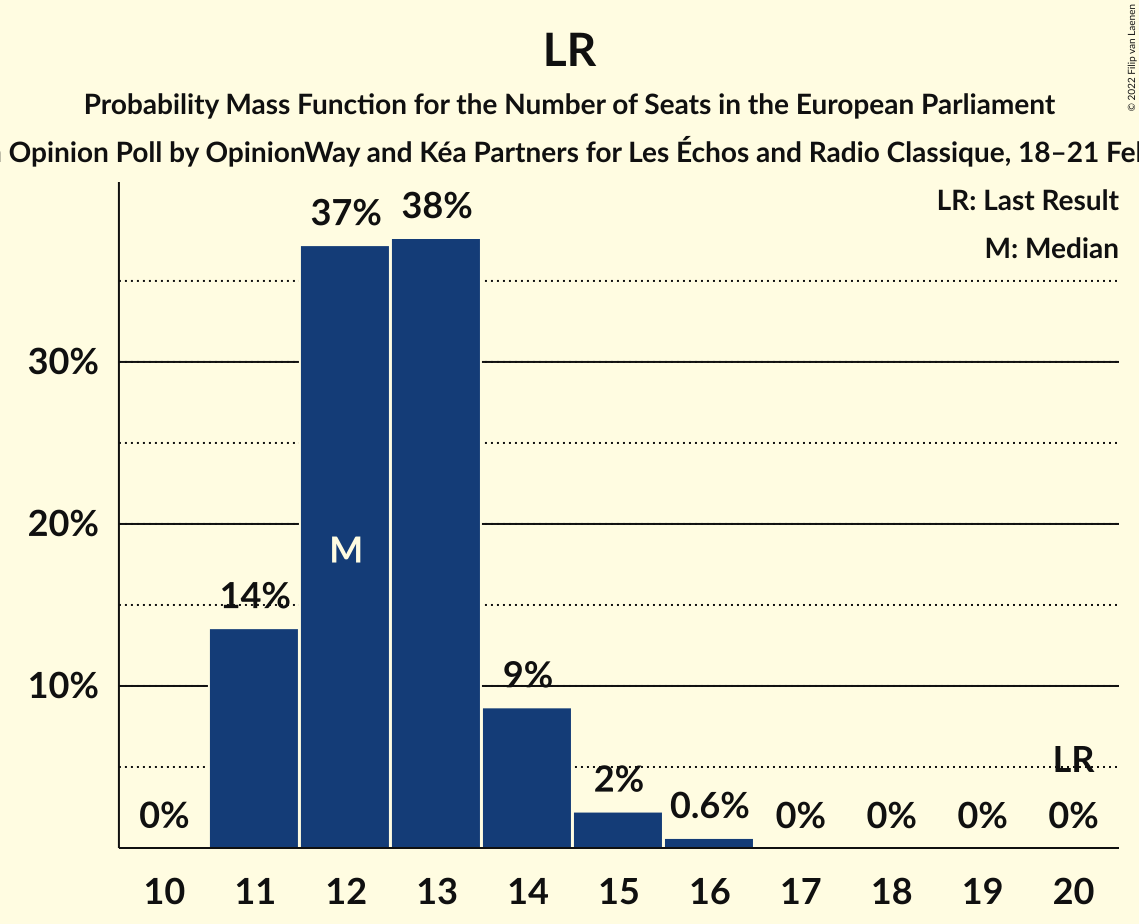 LR
Probability Mass Function for the Number of Seats in the European Parliament
Opinion Poll by OpinionWay and Kéa Partners for Les Échos and Radio Classique, 18–21
© 2022 Filip van Laenen
LR: Last Result
M: Median
37% 38%
30%
20%
M
14%
10%
9%
LR
0% 2% 0.6% 0% 0% 0% 0%
10 11 12 13 14 15 16 17 18 19 20